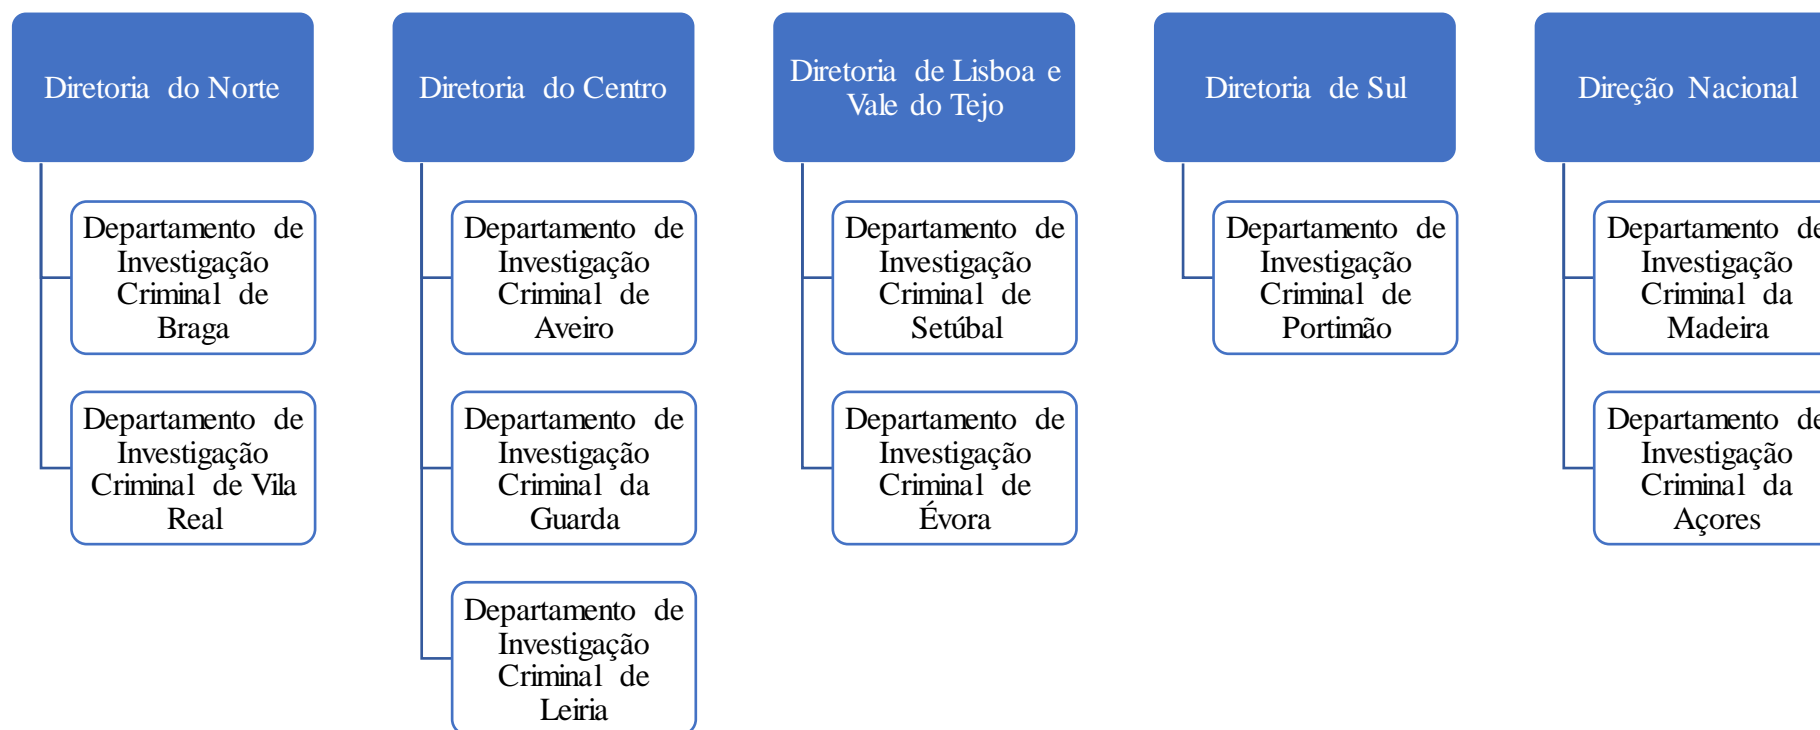 Diretoria do Norte
Departamento de
Investigação
Criminal de
Braga
Departamento de
Investigação
Criminal de Vila
Real
Diretoria do Centro
Departamento de
Investigação
Criminal de
Aveiro
Departamento de
Investigação
Criminal da
Guarda
Departamento de
Investigação
Criminal de
Leiria
Diretoria de Lisboa e
Vale do Tejo
Departamento de
Investigação
Criminal de
Setúbal
Departamento de
Investigação
Criminal de
Évora
Diretoria de Sul
Departamento de
Investigação
Criminal de
Portimão
Direção Nacional
Departamento de
Investigação
Criminal da
Madeira
Departamento de
Investigação
Criminal da
Açores